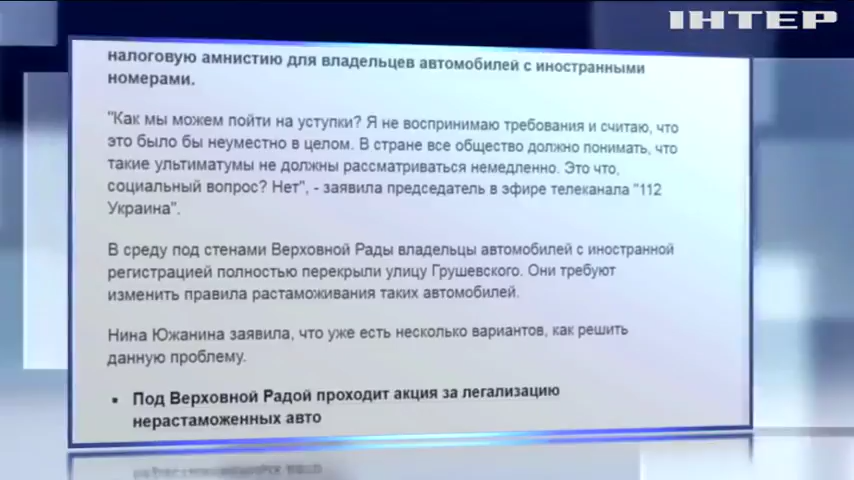 ІНТЕР
налоговую амнистию для владельцев автомобилей с иностранными
номерами.
"Как мы можем пойти на уступки? Я не воспринимаю требования и считаю, что
это было бы неуместно в целом. В стране все общество должно понимать, что
такие ультиматумы не должны рассматриваться немедленно. Это что,
социальный вопрос? Нет", - заявила председатель в эфире телеканала "112
Украина".
В среду под стенами Верховной Рады владельцы автомобилей с иностранной
регистрацией полностью перекрыли улицу Грушевского. Они требуют
изменить правила растаможивания таких автомобилей.
Нина Южанина заявила, что уже есть несколько вариантов, как решить
данную проблему.
▪ Под Верховной Радой проходит акция за легализацию
нерастаможенных авто